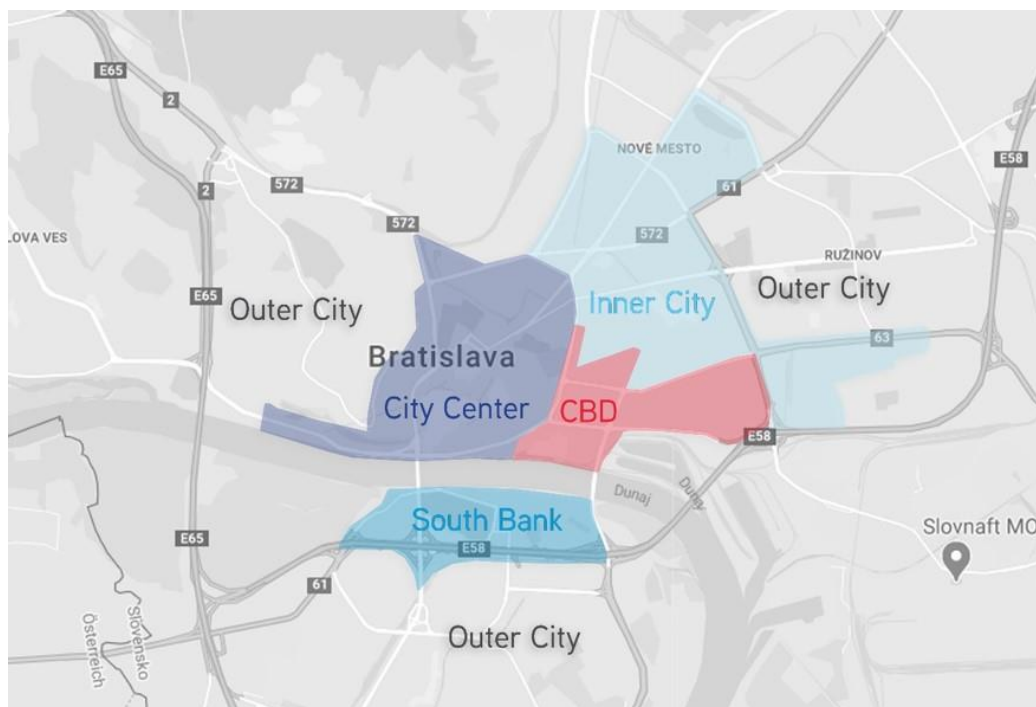 E65
2
572
2
572
LOVA VES
E65
Outer City
Bratislava
City Center
NOVÉ MESTO
61
E58
572
RUŽINOV
Inner City
Outer City
63
CBD
E58
Dunaj
Dunaj
South Bank
E58
E65
61
Slovnaft MO
Österreich
Slovensko
Outer City